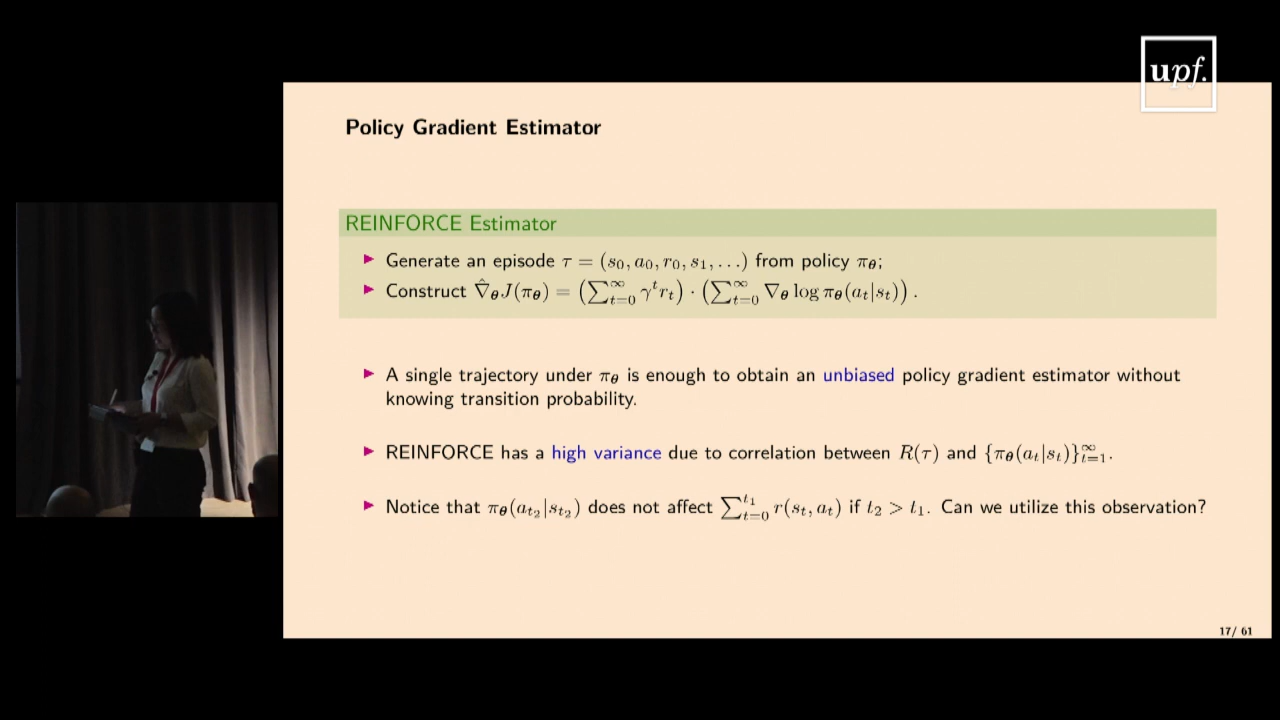 upf.
Policy Gradient Estimator
REINFORCE Estimator
▶ Generate an episode τ = (s₀, a₀, r₀, s₁, . . .) from policy π_θ;
▶ Construct ∇̂_θ J(π_θ) = (∑_{t=0}^{∞} γ^t r_t) · (∑_{t=0}^{∞} ∇_θ log π_θ(a_t|s_t)) .
▶ A single trajectory under π_θ is enough to obtain an unbiased policy gradient estimator without
knowing transition probability.
▶ REINFORCE has a high variance due to correlation between R(τ) and {π_θ(a_t|s_t)}_{t=1}^{∞}.
▶ Notice that π_θ(a_{t₂}|s_{t₂}) does not affect ∑_{t=0}^{t₁} r(s_t, a_t) if t₂ > t₁. Can we utilize this observation?
17/ 61